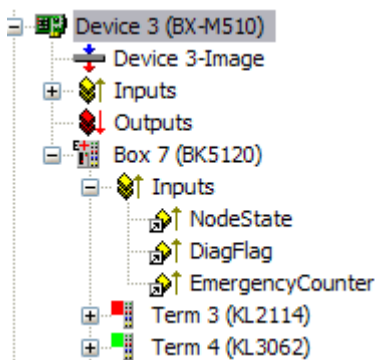 Device 3 (BX-M510)
Device 3-Image
Inputs
Outputs
Box 7 (BK5120)
Inputs
NodeState
DiagFlag
EmergencyCounter
Term 3 (KL2114)
Term 4 (KL3062)